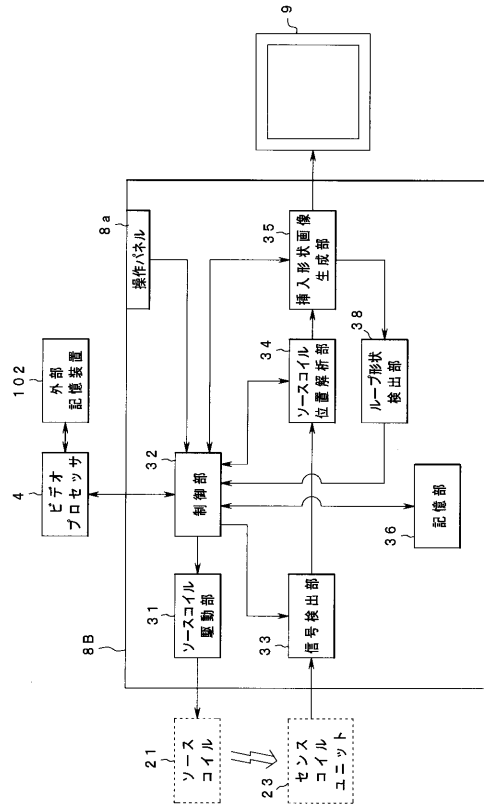 8B
4
ビデオ
プロセッサ
102
外部
記憶装置
8a
操作パネル
21
ソース
コイル
31
ソースコイル
駆動部
32
制御部
23
センス
コイル
ユニット
33
信号検出部
34
ソースコイル
位置解析部
35
挿入形状画像
生成部
9
36
記憶部
38
ループ形状
検出部